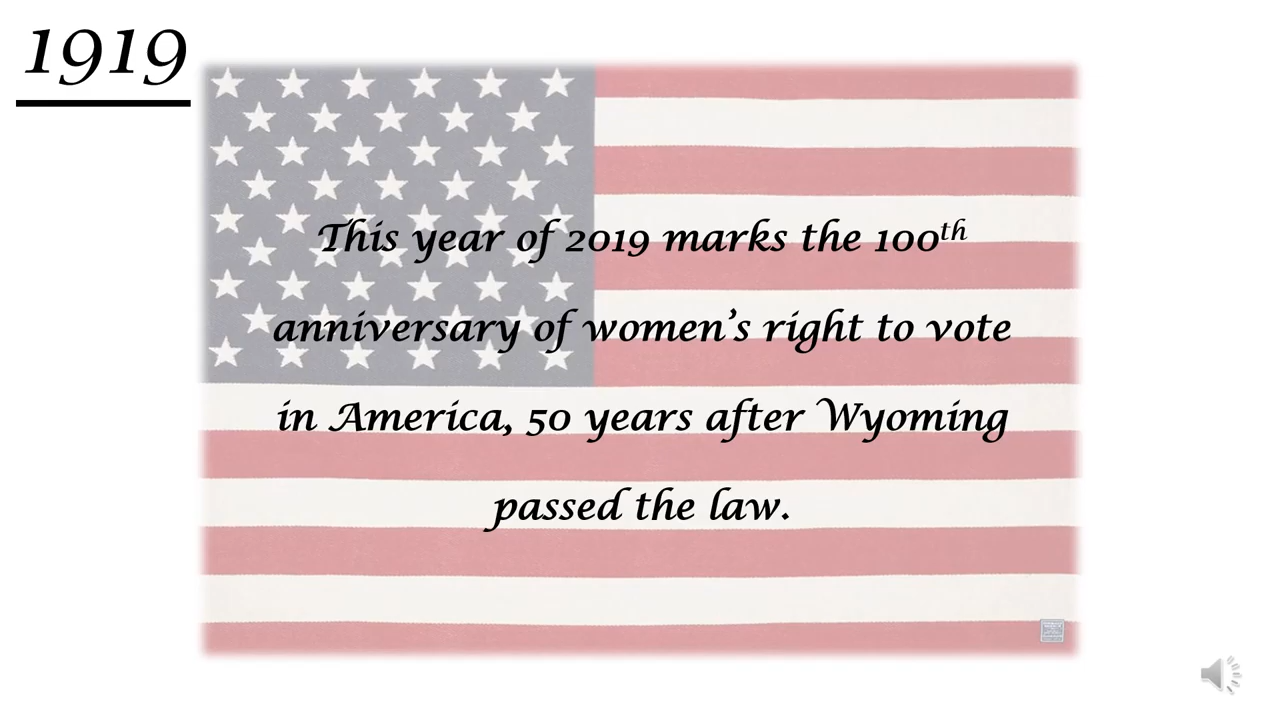 1919
This year of 2019 marks the 100th
anniversary of women’s right to vote
in America, 50 years after Wyoming
passed the law.